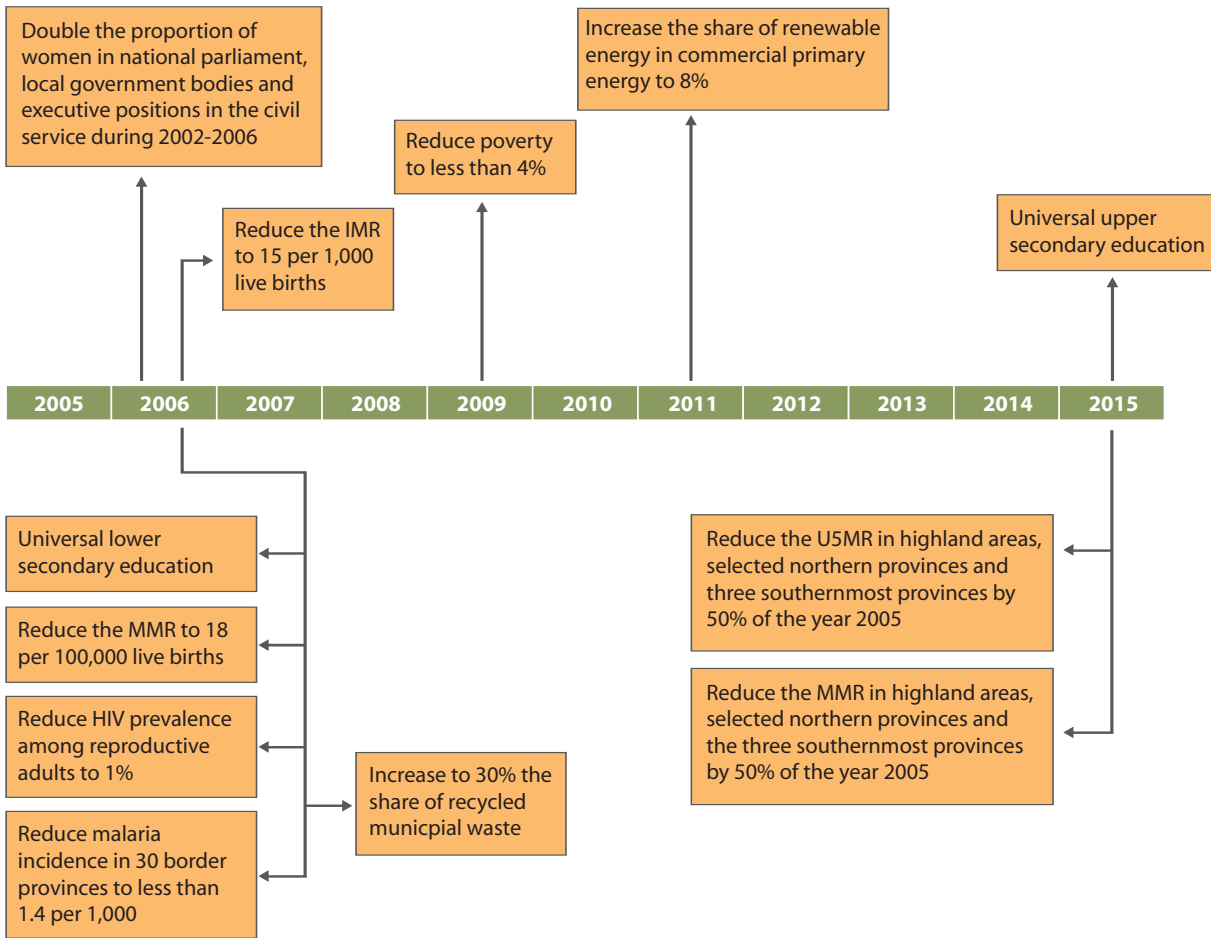 Double the proportion of
women in national parliament,
local government bodies and
executive positions in the civil
service during 2002-2006
Increase the share of renewable
energy in commercial primary
energy to 8%
Reduce poverty
to less than 4%
Reduce the IMR
to 15 per 1,000
live births
Universal upper
secondary education
2005 2006 2007 2008 2009 2010 2011 2012 2013 2014 2015
Universal lower
secondary education
Reduce the MMR to 18
per 100,000 live births
Reduce HIV prevalence
among reproductive
adults to 1%
Reduce malaria
incidence in 30 border
provinces to less than
1.4 per 1,000
Increase to 30% the
share of recycled
municpial waste
Reduce the U5MR in highland areas,
selected northern provinces and
three southernmost provinces by
50% of the year 2005
Reduce the MMR in highland areas,
selected northern provinces and
the three southernmost provinces
by 50% of the year 2005